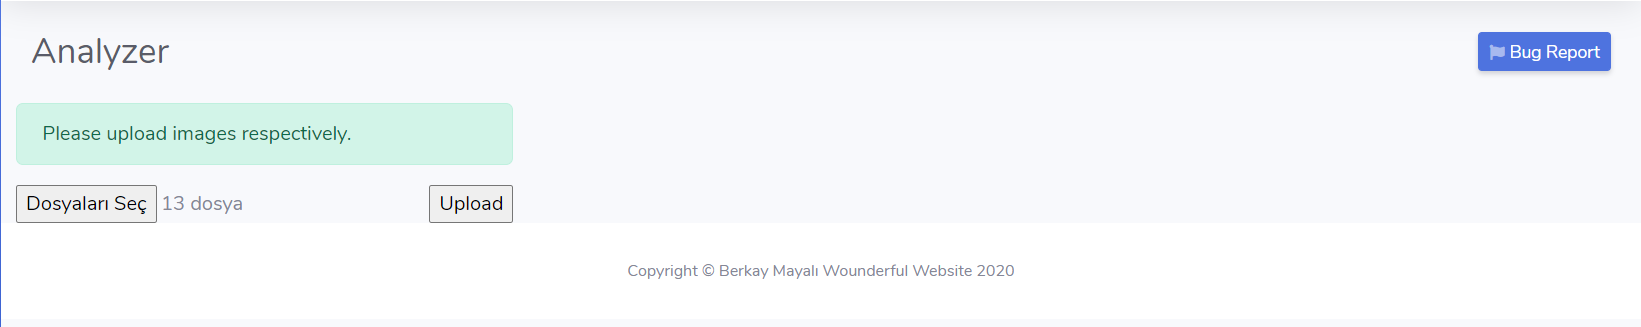 Analyzer
Bug Report
Please upload images respectively.
Dosyaları Seç 13 dosya
Upload
Copyright © Berkay Mayalı Wounderful Website 2020